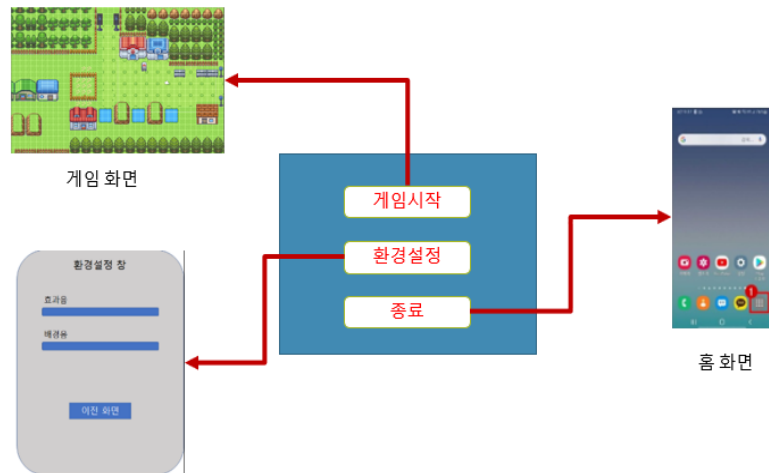 게임 화면
게임시작
환경설정
종료
환경설정 창
효과음
배경음
이전 화면
1
홈 화면